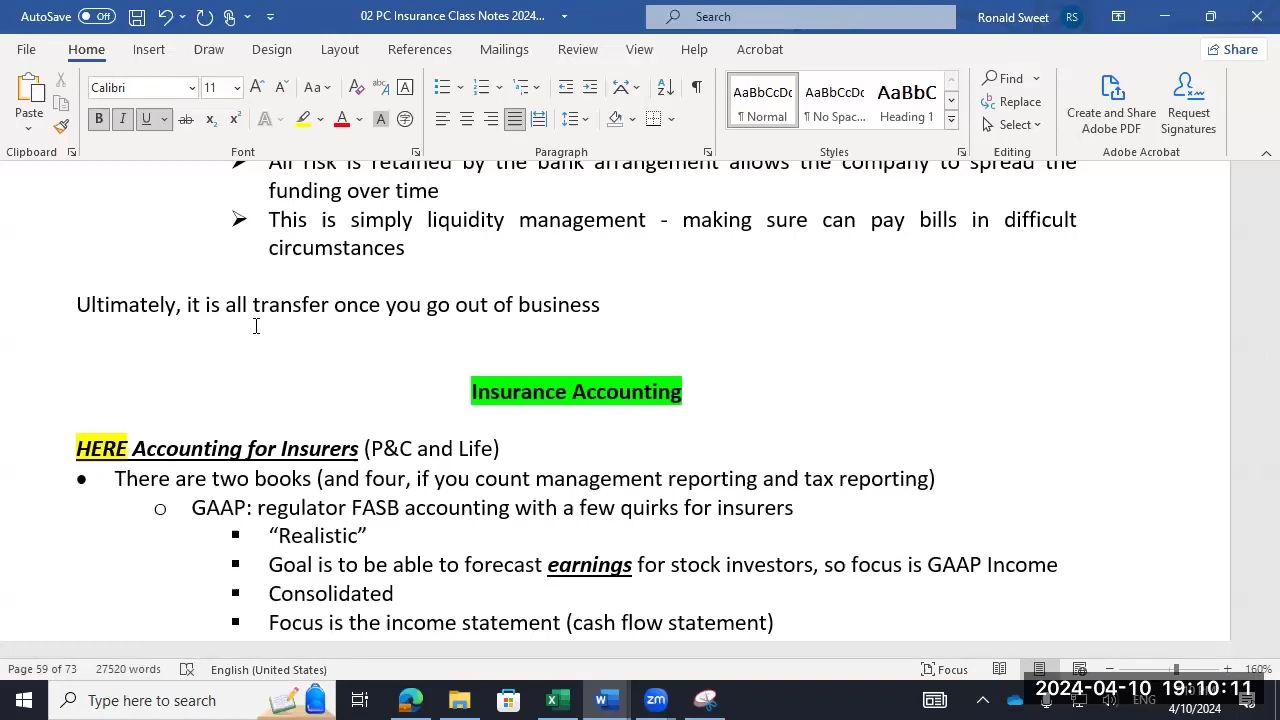 AutoSave Off 02 PC Insurance Class Notes 2024... Search Ronald Sweet RS
File Home Insert Draw Design Layout References Mailings Review View Help Acrobat Share
Calibri 11 Aa AaBbCcDc AaBbCcDc AaBbC Find
Paste B I U ab x₂ x² A ¶ Normal ¶ No Spac... Heading 1 Replace Create and Share Adobe PDF Request Signatures
Select
Clipboard Font Paragraph Styles Editing Adobe Acrobat
➢ All risk is retained by the bank arrangement allows the company to spread the
funding over time
➢ This is simply liquidity management - making sure can pay bills in difficult
circumstances
Ultimately, it is all transfer once you go out of business
Insurance Accounting
HERE Accounting for Insurers (P&C and Life)
• There are two books (and four, if you count management reporting and tax reporting)
o GAAP: regulator FASB accounting with a few quirks for insurers
▪ “Realistic”
▪ Goal is to be able to forecast earnings for stock investors, so focus is GAAP Income
▪ Consolidated
▪ Focus is the income statement (cash flow statement)
Page 59 of 73 27520 words English (United States) Focus 160%
Type here to search 2024-04-10 19:10:11
ENG
4/10/2024